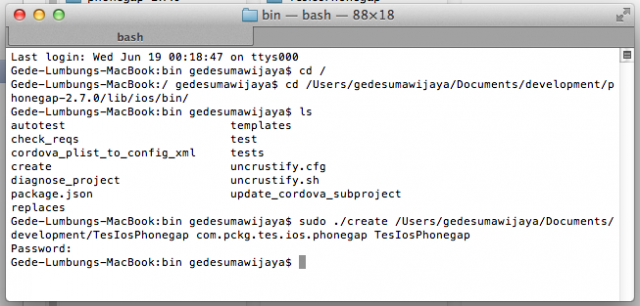 bin — bash — 88×18
bash
Last login: Wed Jun 19 00:18:47 on ttys000
Gede-Lumbungs-MacBook:bin gedesumawijaya$ cd /
Gede-Lumbungs-MacBook:/ gedesumawijaya$ cd /Users/gedesumawijaya/Documents/development/p
honegap-2.7.0/lib/ios/bin/
Gede-Lumbungs-MacBook:bin gedesumawijaya$ ls
autotest templates
check_reqs test
cordova_plist_to_config_xml tests
create uncrustify.cfg
diagnose_project uncrustify.sh
package.json update_cordova_subproject
replaces
Gede-Lumbungs-MacBook:bin gedesumawijaya$ sudo ./create /Users/gedesumawijaya/Documents/
development/TesIosPhonegap com.pckg.tes.ios.phonegap TesIosPhonegap
Password:
Gede-Lumbungs-MacBook:bin gedesumawijaya$